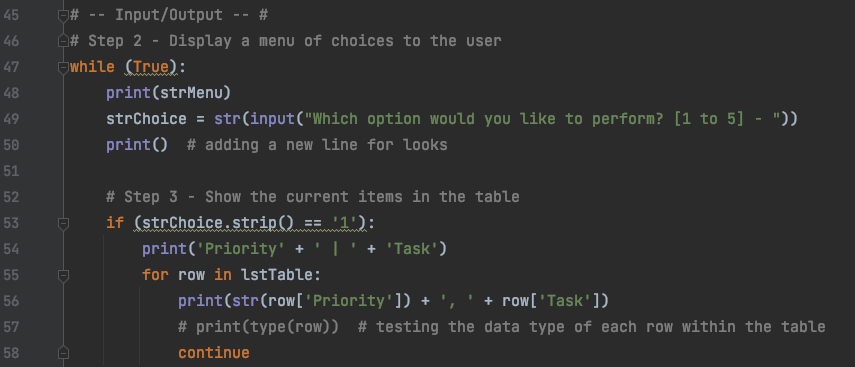 45 # -- Input/Output -- #
46 # Step 2 - Display a menu of choices to the user
47 while (True):
48     print(strMenu)
49     strChoice = str(input("Which option would you like to perform? [1 to 5] - "))
50     print()  # adding a new line for looks
51
52     # Step 3 - Show the current items in the table
53     if (strChoice.strip() == '1'):
54         print('Priority' + ' | ' + 'Task')
55         for row in lstTable:
56             print(str(row['Priority']) + ', ' + row['Task'])
57             # print(type(row))  # testing the data type of each row within the table
58             continue